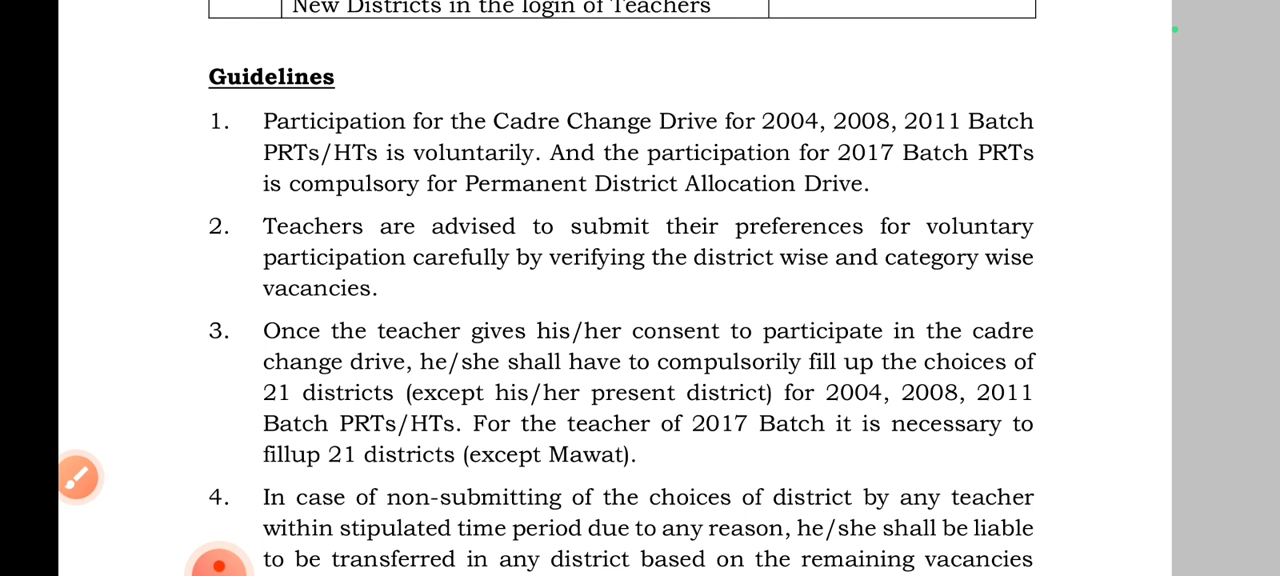 New Districts in the login of Teachers
Guidelines
1. Participation for the Cadre Change Drive for 2004, 2008, 2011 Batch
PRTs/HTs is voluntarily. And the participation for 2017 Batch PRTs
is compulsory for Permanent District Allocation Drive.
2. Teachers are advised to submit their preferences for voluntary
participation carefully by verifying the district wise and category wise
vacancies.
3. Once the teacher gives his/her consent to participate in the cadre
change drive, he/she shall have to compulsorily fill up the choices of
21 districts (except his/her present district) for 2004, 2008, 2011
Batch PRTs/HTs. For the teacher of 2017 Batch it is necessary to
fillup 21 districts (except Mawat).
4. In case of non-submitting of the choices of district by any teacher
within stipulated time period due to any reason, he/she shall be liable
to be transferred in any district based on the remaining vacancies